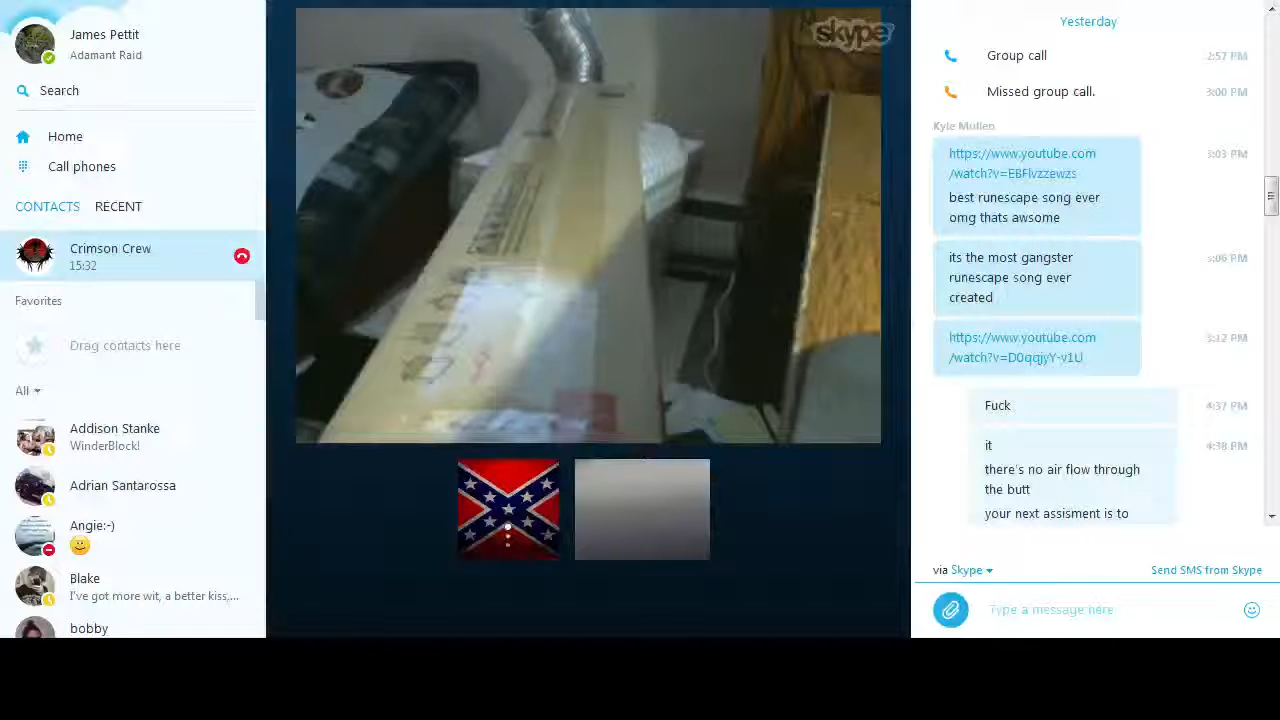 James Pettit
Adamant Raid
Search
Home
Call phones
CONTACTS RECENT
Crimson Crew
15:32
Favorites
Drag contacts here
All
Addison Stanke
WinderBlock!
Adrian Santarossa
Angie:-)
Blake
I've got more wit, a better kiss,...
bobby
skype
Yesterday
Group call 2:57 PM
Missed group call. 3:00 PM
Kyle Mullen
https://www.youtube.com 3:03 PM
/watch?v=EBFlvzzewzs
best runescape song ever
omg thats awsome
its the most gangster 3:06 PM
runescape song ever
created
https://www.youtube.com 3:12 PM
/watch?v=D0qqjyY-v1U
Fuck 4:37 PM
it 4:38 PM
there's no air flow through
the butt
your next assisment is to
via Skype Send SMS from Skype
Type a message here